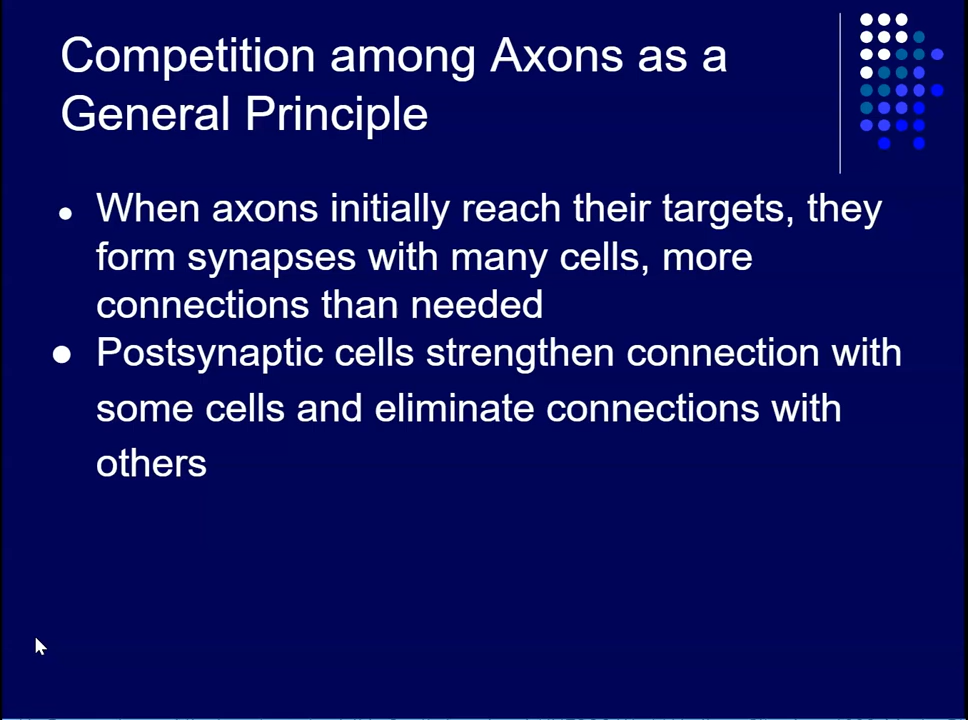 Competition among Axons as a
General Principle
When axons initially reach their targets, they
form synapses with many cells, more
connections than needed
Postsynaptic cells strengthen connection with
some cells and eliminate connections with
others